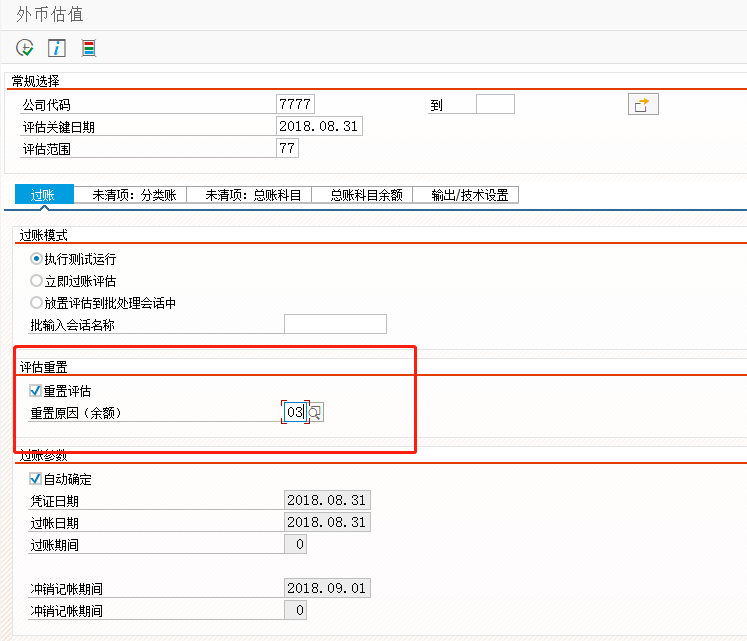 外币估值
常规选择
公司代码 7777 到
评估关键日期 2018.08.31
评估范围 77
过账 未清项：分类账 未清项：总账科目 总账科目余额 输出/技术设置
过账模式
执行测试运行
立即过账评估
放置评估到批处理会话中
批输入会话名称
评估重置
重置评估
重置原因（余额） 03
过账参数
自动确定
凭证日期 2018.08.31
过帐日期 2018.08.31
过账期间 0
冲销记帐期间 2018.09.01
冲销记帐期间 0